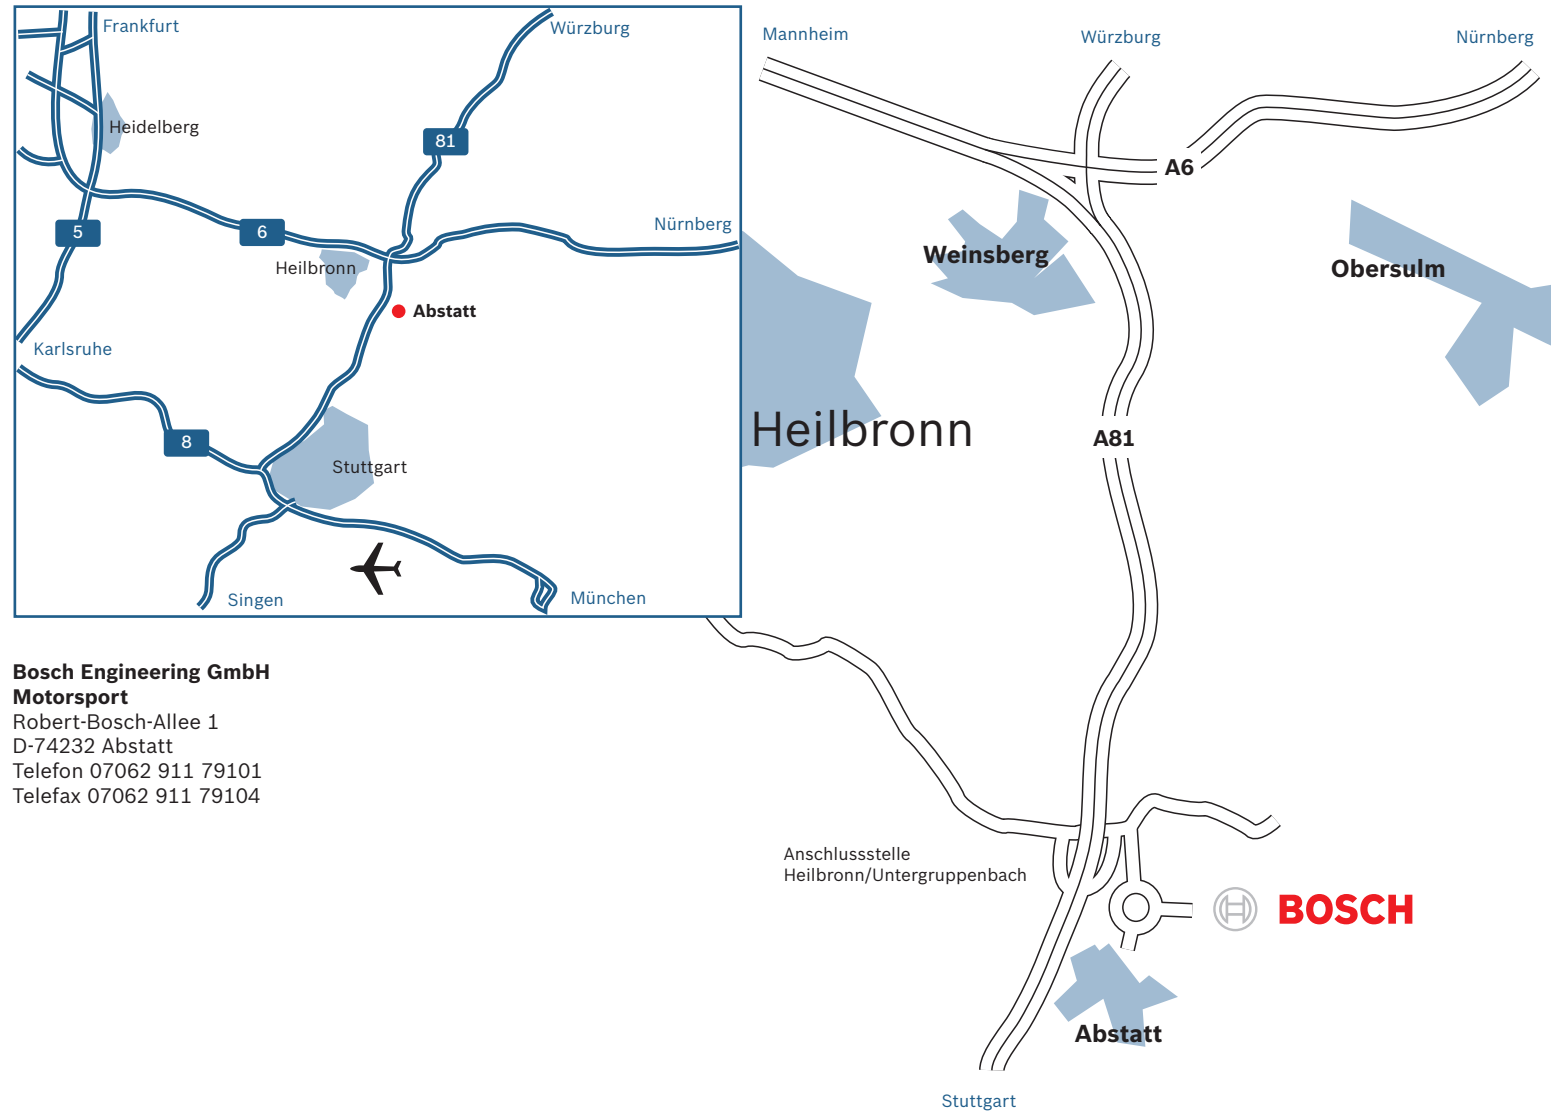 Frankfurt
Würzburg
Heidelberg
81
5
6
Nürnberg
Heilbronn
Abstatt
Karlsruhe
8
Stuttgart
Singen
München
Mannheim
Würzburg
Nürnberg
A6
Weinsberg
Obersulm
Heilbronn
A81
Bosch Engineering GmbH
Motorsport
Robert-Bosch-Allee 1
D-74232 Abstatt
Telefon 07062 911 79101
Telefax 07062 911 79104
Anschlussstelle
Heilbronn/Untergruppenbach
BOSCH
Abstatt
Stuttgart